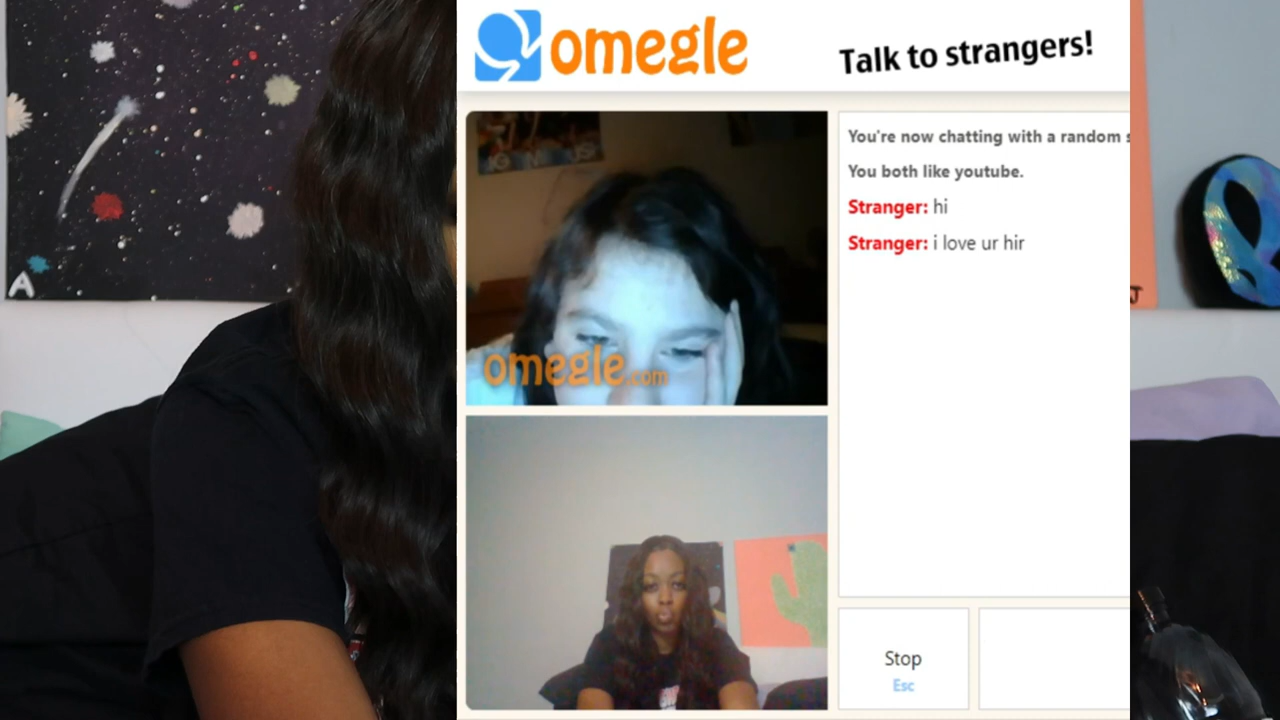 omegle
Talk to strangers!
You're now chatting with a random s
You both like youtube.
Stranger: hi
Stranger: i love ur hir
omegle.com
Stop
Esc
A